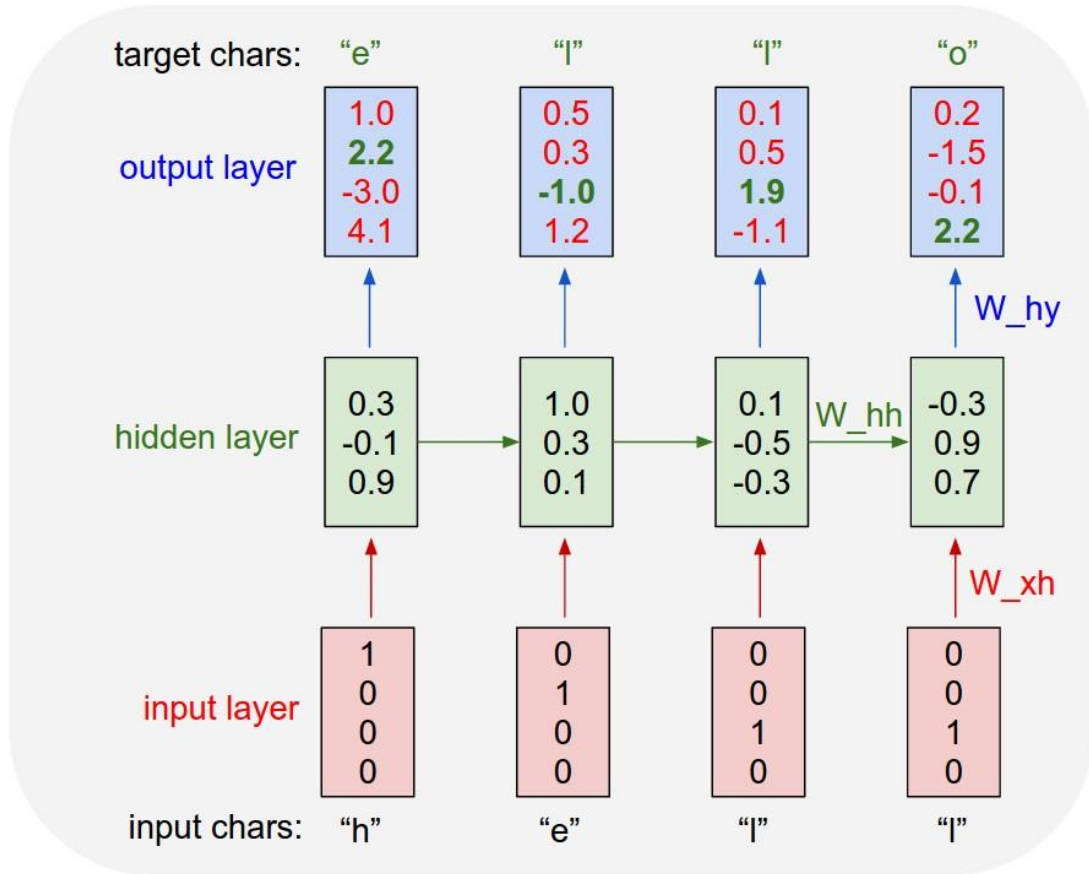 target chars: “e” “l” “l” “o”
output layer
1.0 0.5 0.1 0.2
2.2 0.3 0.5 -1.5
-3.0 -1.0 1.9 -0.1
4.1 1.2 -1.1 2.2
W_hy
hidden layer
0.3 1.0 0.1 -0.3
-0.1 0.3 -0.5 0.9
0.9 0.1 -0.3 0.7
W_hh
W_xh
input layer
1 0 0 0
0 1 0 0
0 0 1 1
0 0 0 0
input chars: “h” “e” “l” “l”